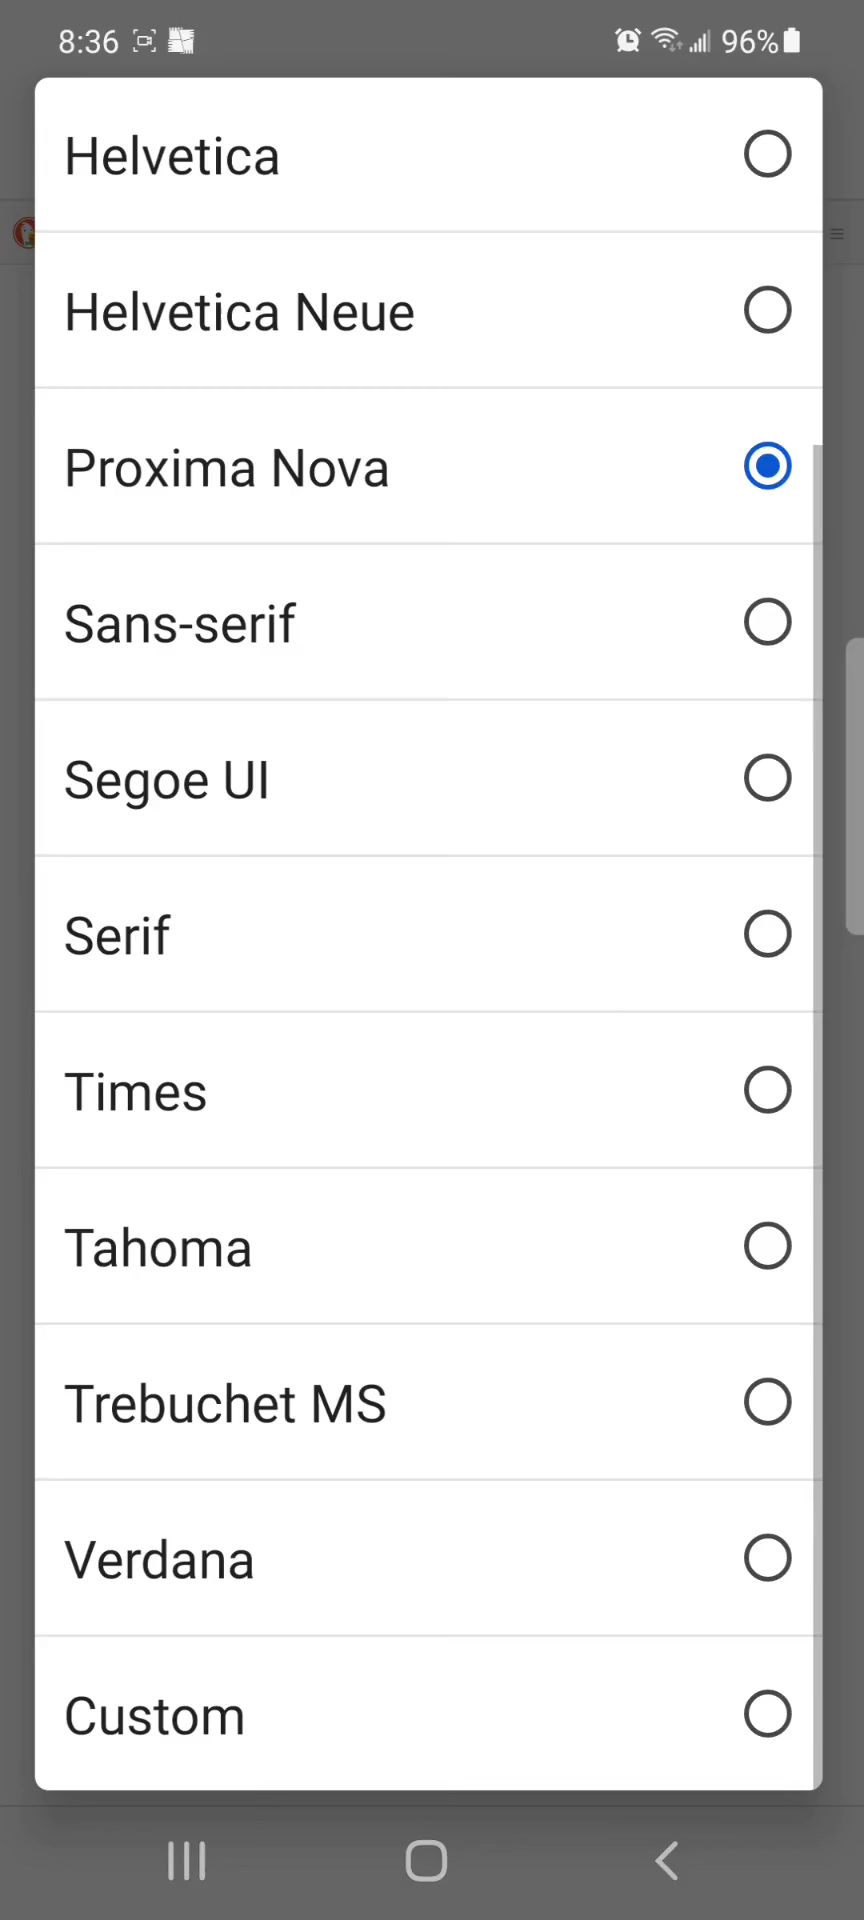 8:36 96%
Helvetica
Helvetica Neue
Proxima Nova
Sans-serif
Segoe UI
Serif
Times
Tahoma
Trebuchet MS
Verdana
Custom